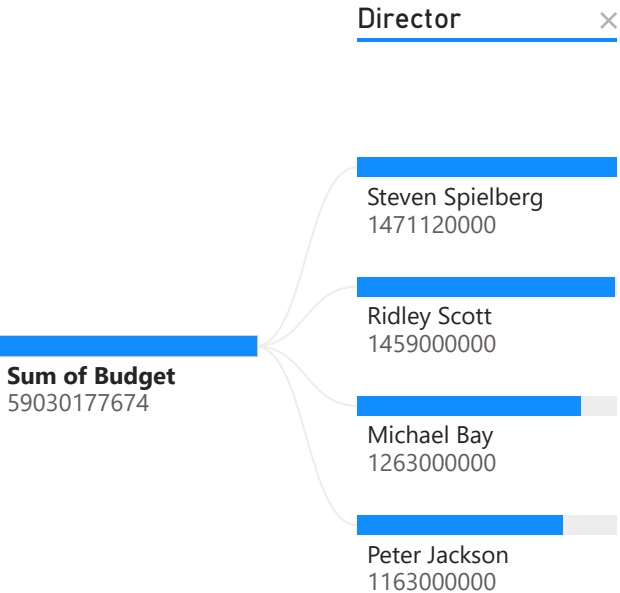 Director
Steven Spielberg
1471120000
Ridley Scott
1459000000
Sum of Budget
59030177674
Michael Bay
1263000000
Peter Jackson
1163000000